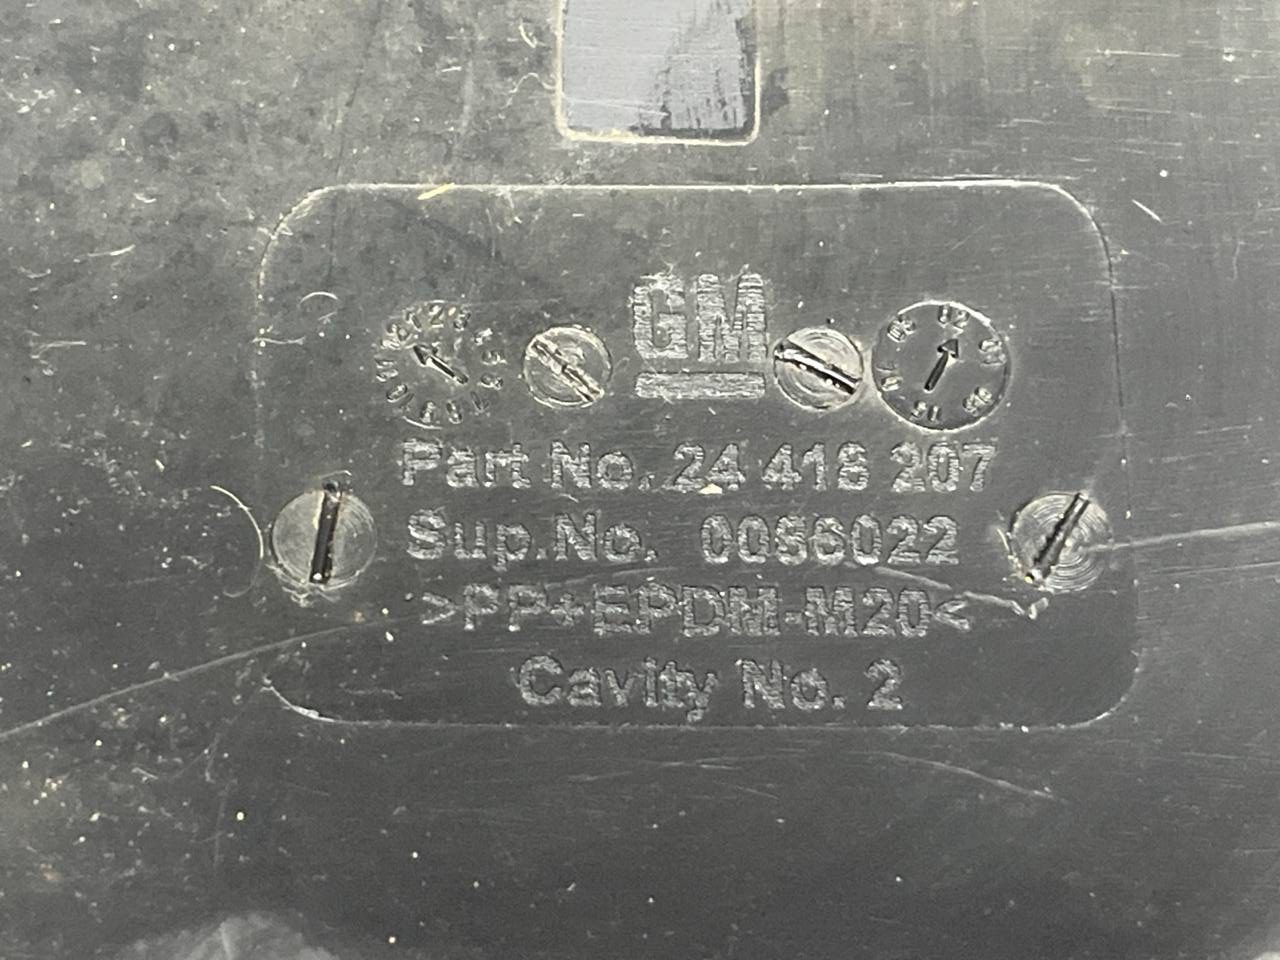 GM
Part No. 24 418 207
Sup.No. 0056022
>PP+EPDM-M20<
Cavity No. 2